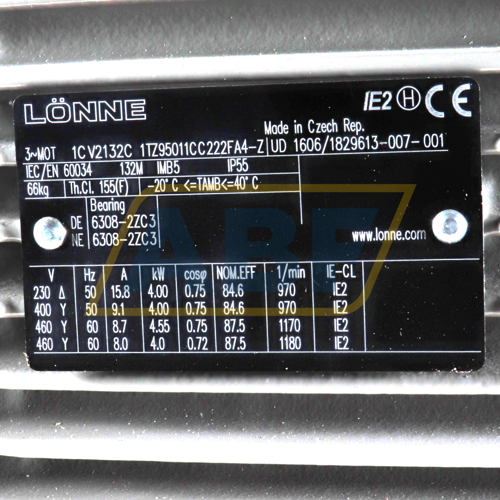 LÖNNE
IE2 H CE
Made in Czech Rep.
3~MOT 1CV2132C 1TZ95011CC222FA4-Z UD 1606/1829613-007-001
IEC/EN 60034 132M IMB5 IP55
66kg Th.Cl. 155(F) -20°C <=TAMB<=40°C
Bearing
DE 6308-2ZC3
NE 6308-2ZC3
www.lonne.com
ABF
V Hz A kW cosφ NOM.EFF 1/min IE-CL
230 Δ 50 15.8 4.00 0.75 84.6 970 IE2
400 Y 50 9.1 4.00 0.75 84.6 970 IE2
460 Y 60 8.7 4.55 0.75 87.5 1170 IE2
460 Y 60 8.0 4.0 0.72 87.5 1180 IE2